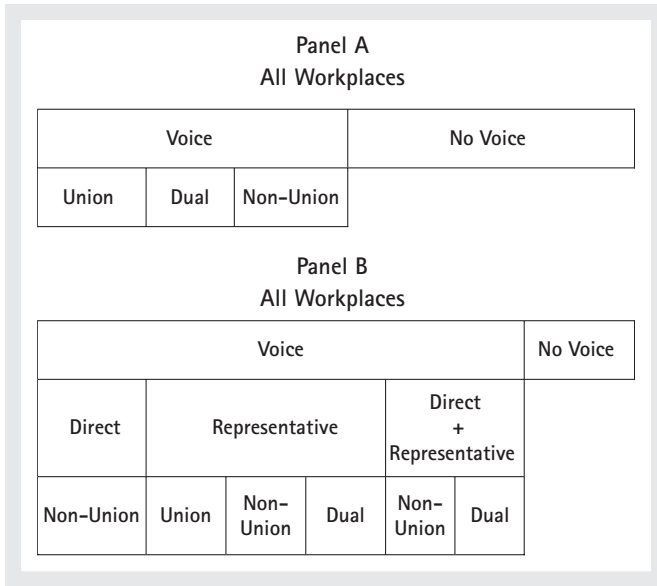 Panel A
All Workplaces
Voice
No Voice
Union
Dual
Non-Union
Panel B
All Workplaces
Voice
No Voice
Direct
Representative
Direct
+
Representative
Non-Union
Union
Non-
Union
Dual
Non-
Union
Dual